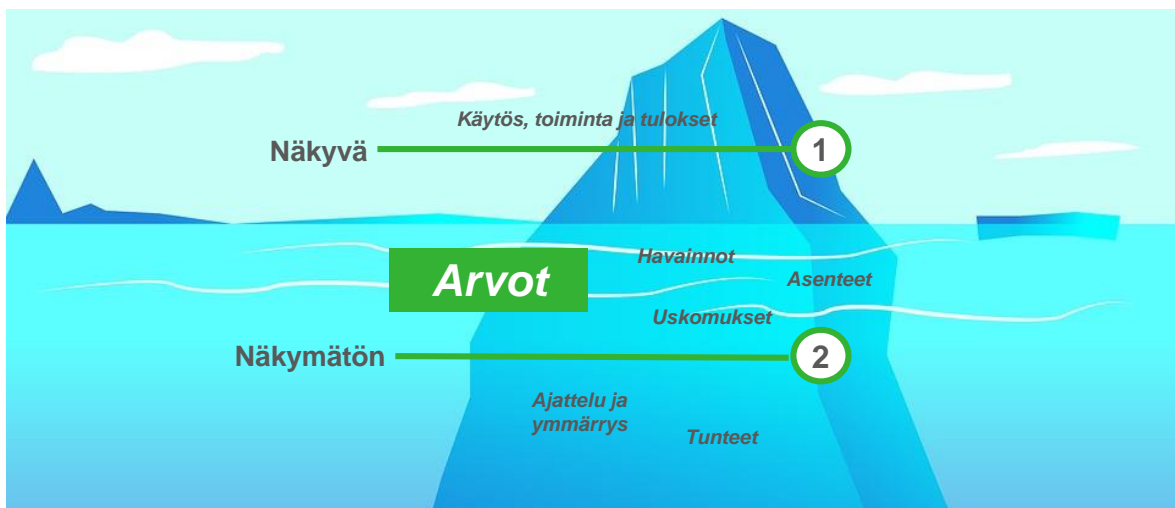 Käytös, toiminta ja tulokset
Näkyvä
1
Havainnot
Arvot
Asenteet
Uskomukset
Näkymätön
2
Ajattelu ja
ymmärrys
Tunteet